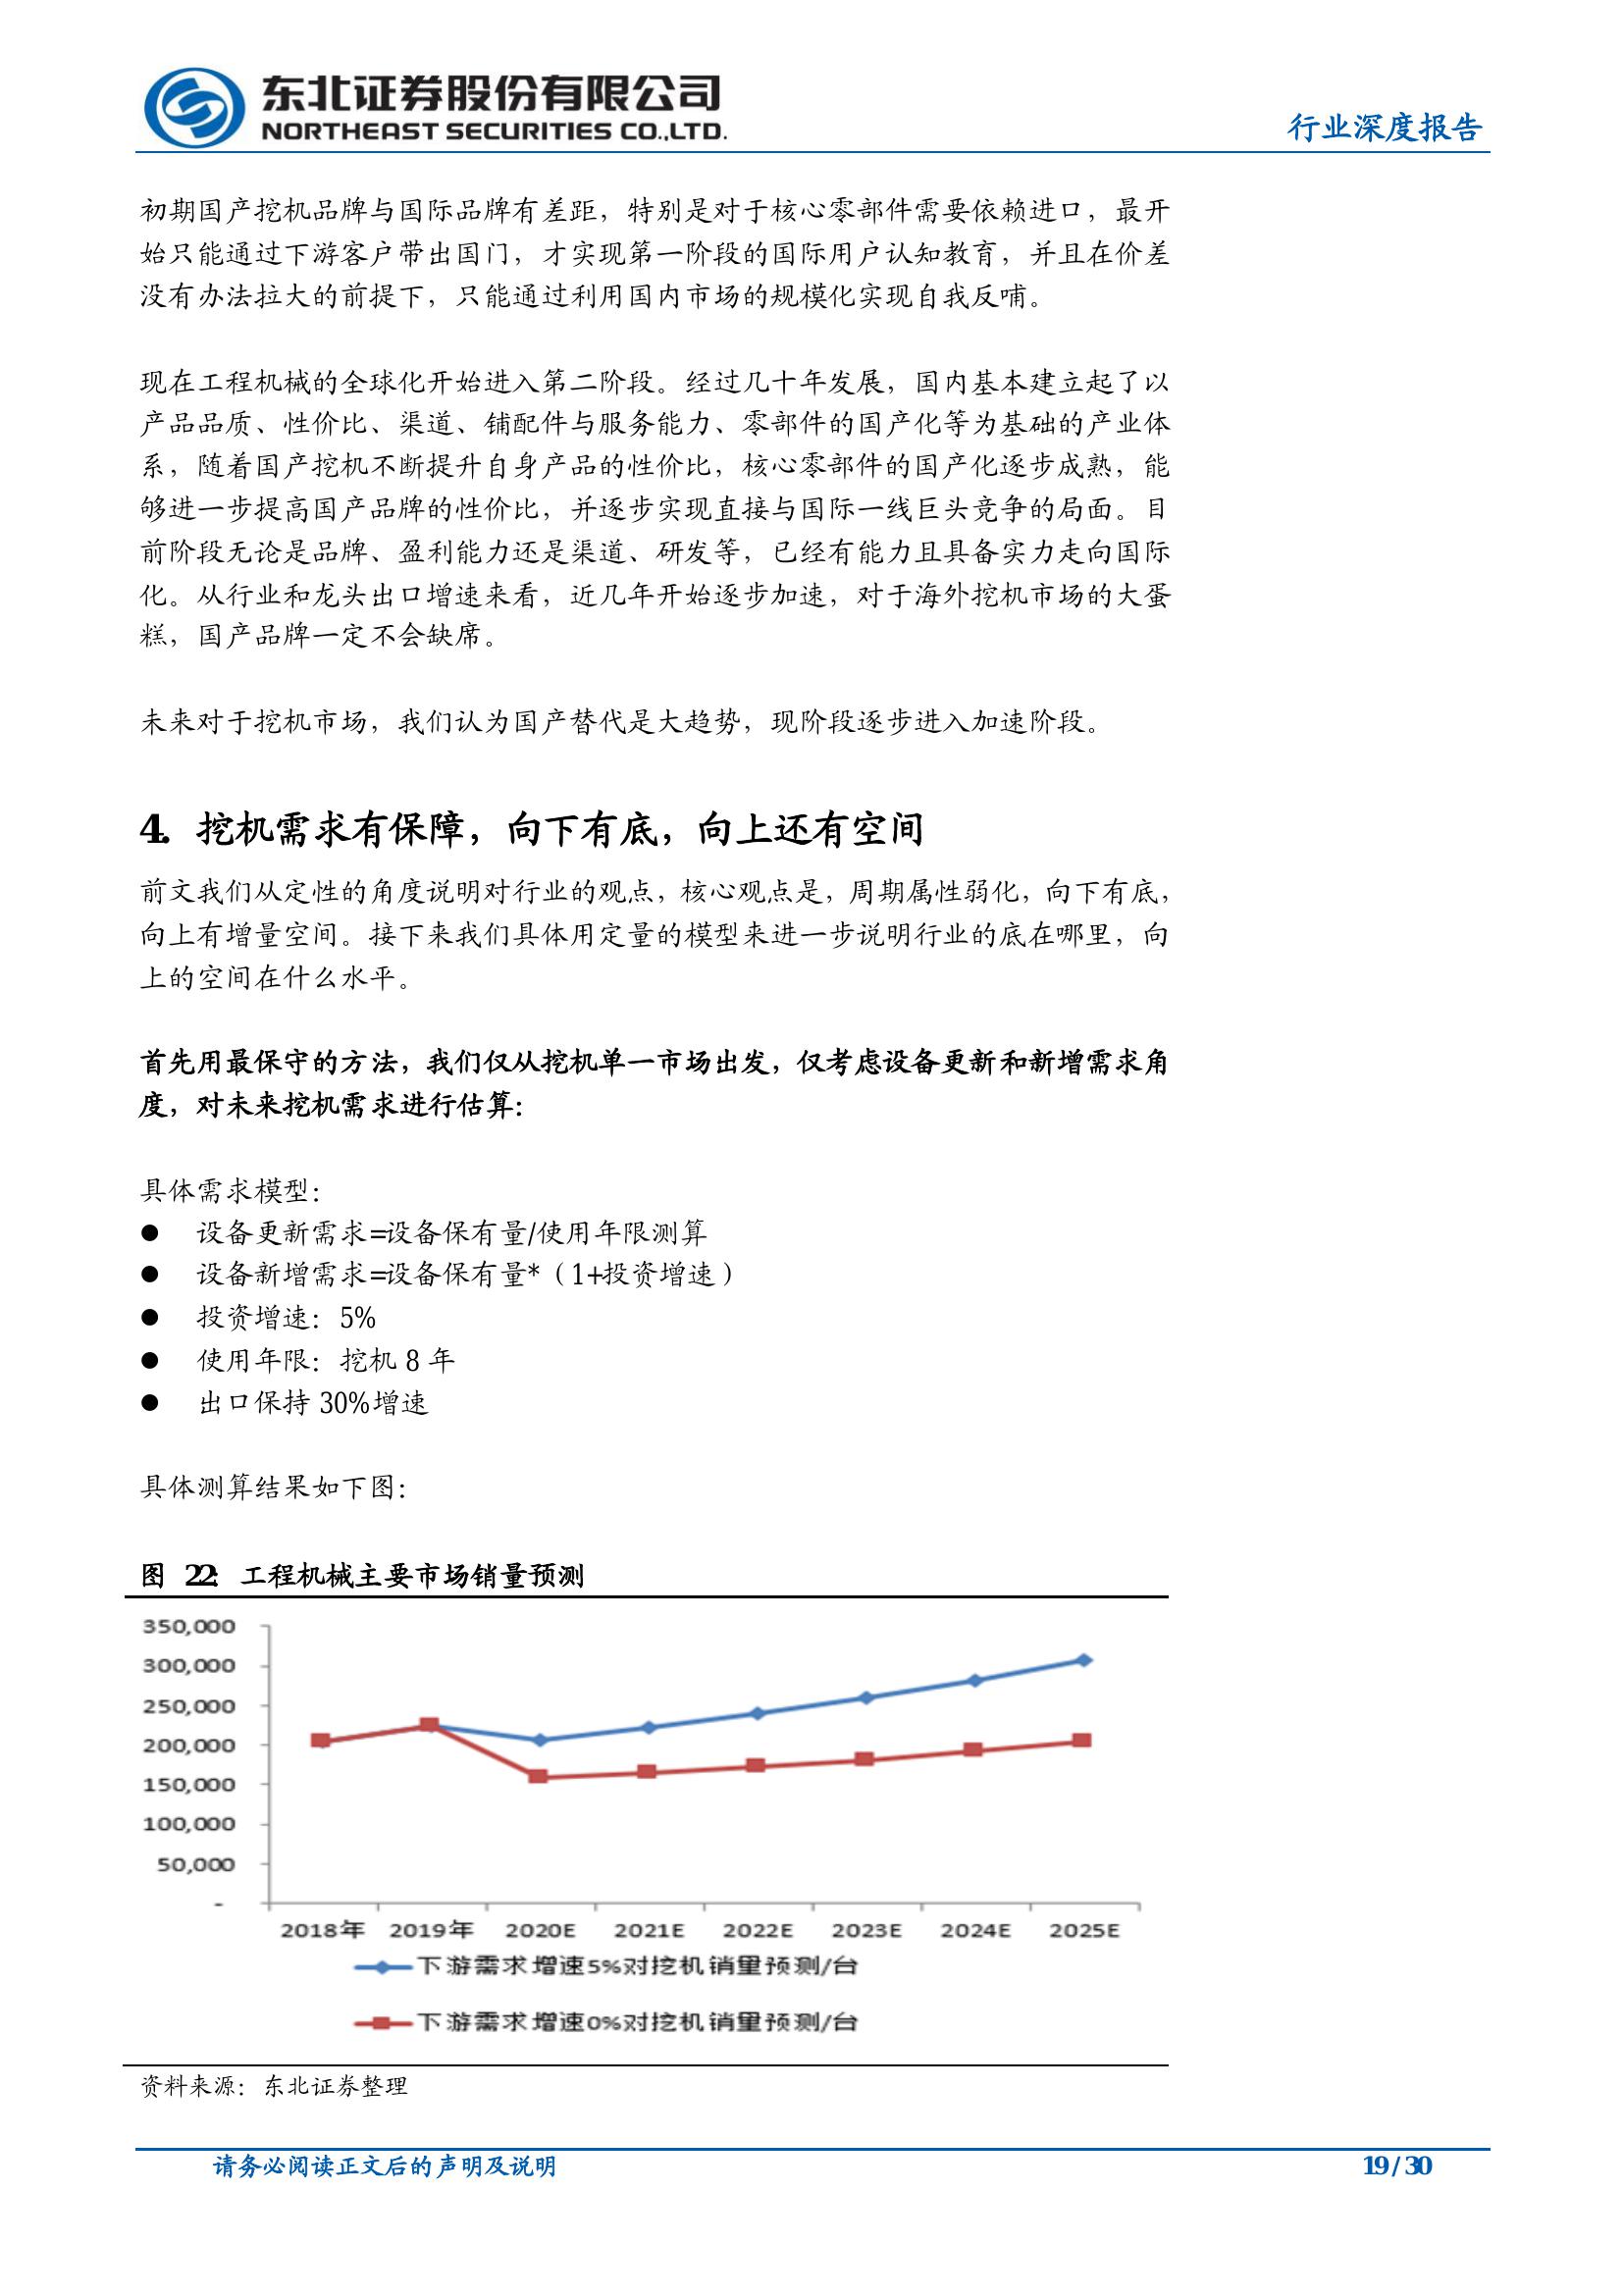 东北证券股份有限公司
NORTHEAST SECURITIES CO.,LTD.
行业深度报告
初期国产挖机品牌与国际品牌有差距，特别是对于核心零部件需要依赖进口，最开
始只能通过下游客户带出国门，才实现第一阶段的国际用户认知教育，并且在价差
没有办法拉大的前提下，只能通过利用国内市场的规模化实现自我反哺。
现在工程机械的全球化开始进入第二阶段。经过几十年发展，国内基本建立起了以
产品品质、性价比、渠道、铺配件与服务能力、零部件的国产化等为基础的产业体
系，随着国产挖机不断提升自身产品的性价比，核心零部件的国产化逐步成熟，能
够进一步提高国产品牌的性价比，并逐步实现直接与国际一线巨头竞争的局面。目
前阶段无论是品牌、盈利能力还是渠道、研发等，已经有能力且具备实力走向国际
化。从行业和龙头出口增速来看，近几年开始逐步加速，对于海外挖机市场的大蛋
糕，国产品牌一定不会缺席。
未来对于挖机市场，我们认为国产替代是大趋势，现阶段逐步进入加速阶段。
4. 挖机需求有保障，向下有底，向上还有空间
前文我们从定性的角度说明对行业的观点，核心观点是，周期属性弱化，向下有底，
向上有增量空间。接下来我们具体用定量的模型来进一步说明行业的底在哪里，向
上的空间在什么水平。
首先用最保守的方法，我们仅从挖机单一市场出发，仅考虑设备更新和新增需求角
度，对未来挖机需求进行估算：
具体需求模型：
● 设备更新需求=设备保有量/使用年限测算
● 设备新增需求=设备保有量*（1+投资增速）
● 投资增速：5%
● 使用年限：挖机 8 年
● 出口保持 30%增速
具体测算结果如下图：
图 22：工程机械主要市场销量预测
350,000
300,000
250,000
200,000
150,000
100,000
50,000
-
2018年 2019年 2020E 2021E 2022E 2023E 2024E 2025E
下游需求增速5%对挖机销量预测/台
下游需求增速0%对挖机销量预测/台
资料来源：东北证券整理
请务必阅读正文后的声明及说明
19 / 30